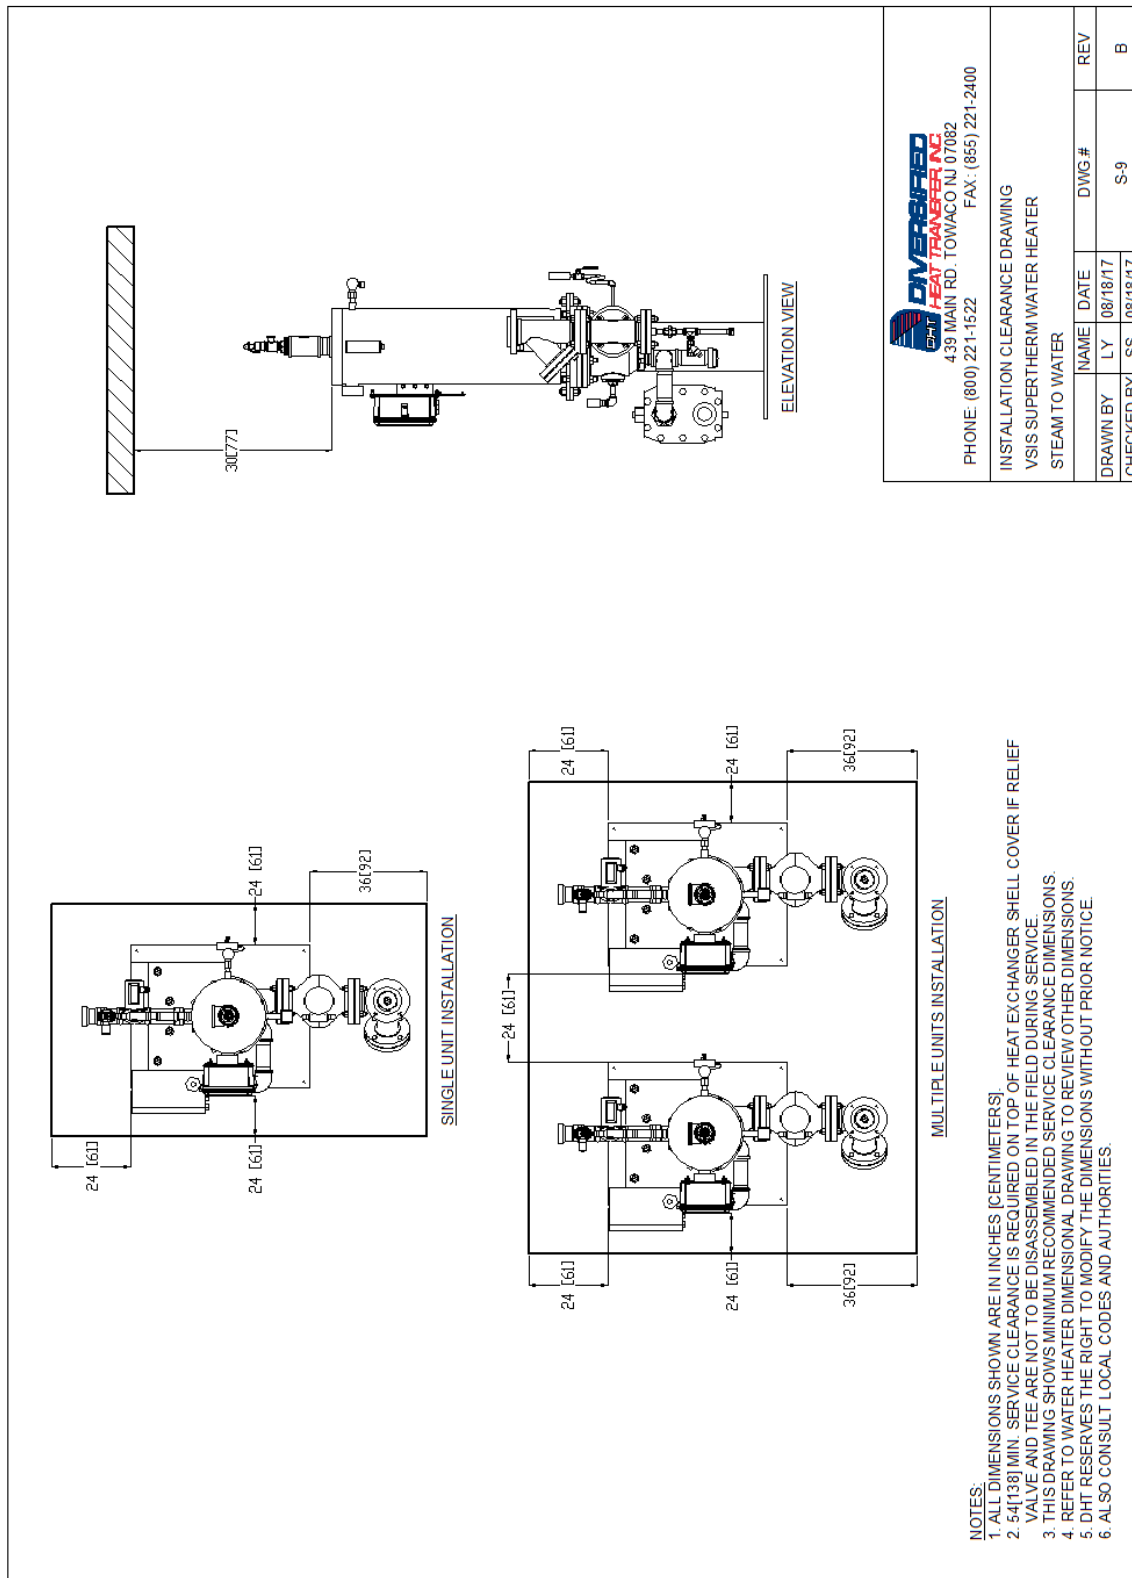 24 [61]
24 [61]
24 [61]
36[92]
SINGLE UNIT INSTALLATION
30[77]
ELEVATION VIEW
24 [61]
24 [61]
36[92]
24 [61]
24 [61]
24 [61]
36[92]
MULTIPLE UNITS INSTALLATION
NOTES:
1. ALL DIMENSIONS SHOWN ARE IN INCHES [CENTIMETERS].
2. 54[138] MIN. SERVICE CLEARANCE IS REQUIRED ON TOP OF HEAT EXCHANGER SHELL COVER IF RELIEF
VALVE AND TEE ARE NOT TO BE DISASSEMBLED IN THE FIELD DURING SERVICE.
3. THIS DRAWING SHOWS MINIMUM RECOMMENDED SERVICE CLEARANCE DIMENSIONS.
4. REFER TO WATER HEATER DIMENSIONAL DRAWING TO REVIEW OTHER DIMENSIONS.
5. DHT RESERVES THE RIGHT TO MODIFY THE DIMENSIONS WITHOUT PRIOR NOTICE.
6. ALSO CONSULT LOCAL CODES AND AUTHORITIES.
DHT DIVERSIFIED
HEAT TRANSFER, INC.
439 MAIN RD. TOWACO NJ 07082
PHONE: (800) 221-1522 FAX: (855) 221-2400
INSTALLATION CLEARANCE DRAWING
VSIS SUPERTHERM WATER HEATER
STEAM TO WATER
NAME DATE DWG.# REV
DRAWN BY LY 08/18/17 S-9 B
CHECKED BY SS 08/18/17